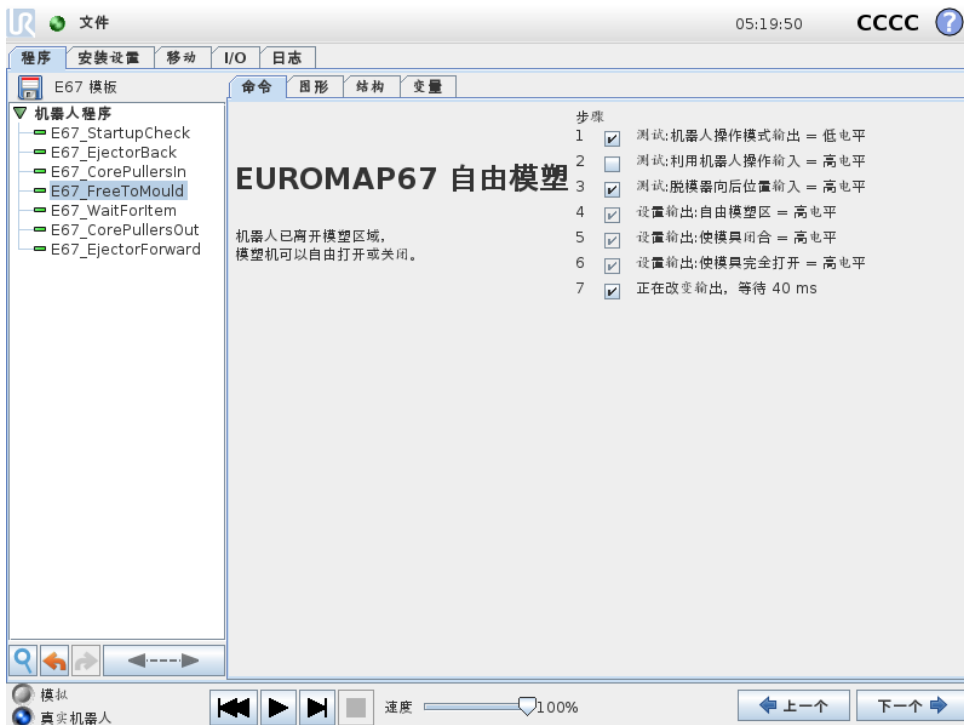 UR 文件 05:19:50 CCCC ?
程序 安装设置 移动 I/O 日志
E67 模板
命令 图形 结构 变量
机器人程序
E67_StartupCheck
E67_EjectorBack
E67_CorePullersIn
E67_FreeToMould
E67_WaitForItem
E67_CorePullersOut
E67_EjectorForward
EUROMAP67 自由模塑
机器人已离开模塑区域,
模塑机可以自由打开或关闭。
步骤
1 测试:机器人操作模式输出 = 低电平
2 测试:利用机器人操作输入 = 高电平
3 测试:脱模器向后位置输入 = 高电平
4 设置输出:自由模塑区 = 高电平
5 设置输出:使模具闭合 = 高电平
6 设置输出:使模具完全打开 = 高电平
7 正在改变输出，等待 40 ms
模拟
真实机器人
速度 100%
上一个 下一个